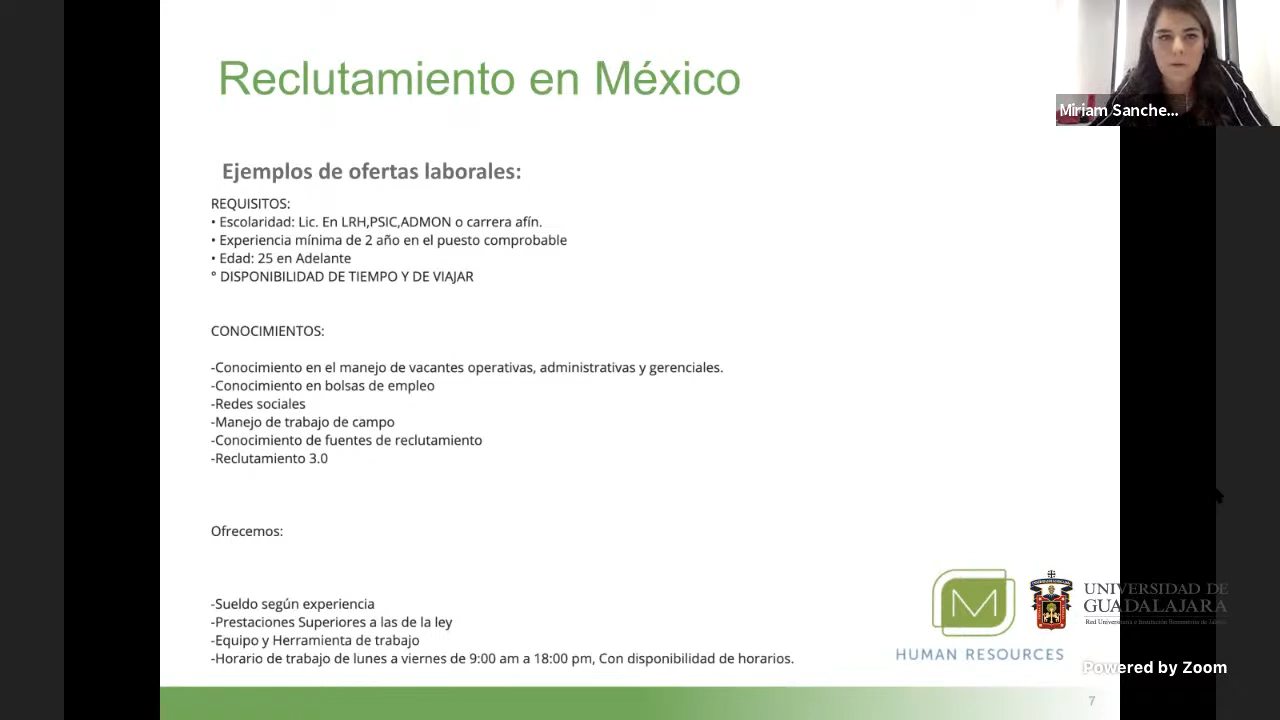 Reclutamiento en México
Miriam Sanche...
Ejemplos de ofertas laborales:
REQUISITOS:
• Escolaridad: Lic. En LRH,PSIC,ADMON o carrera afín.
• Experiencia mínima de 2 año en el puesto comprobable
• Edad: 25 en Adelante
° DISPONIBILIDAD DE TIEMPO Y DE VIAJAR
CONOCIMIENTOS:
-Conocimiento en el manejo de vacantes operativas, administrativas y gerenciales.
-Conocimiento en bolsas de empleo
-Redes sociales
-Manejo de trabajo de campo
-Conocimiento de fuentes de reclutamiento
-Reclutamiento 3.0
Ofrecemos:
-Sueldo según experiencia
-Prestaciones Superiores a las de la ley
-Equipo y Herramienta de trabajo
-Horario de trabajo de lunes a viernes de 9:00 am a 18:00 pm, Con disponibilidad de horarios.
M
HUMAN RESOURCES
UNIVERSIDAD DE
GUADALAJARA
Red Universitaria e Institución Benemérita de Jalisco
Powered by Zoom
7